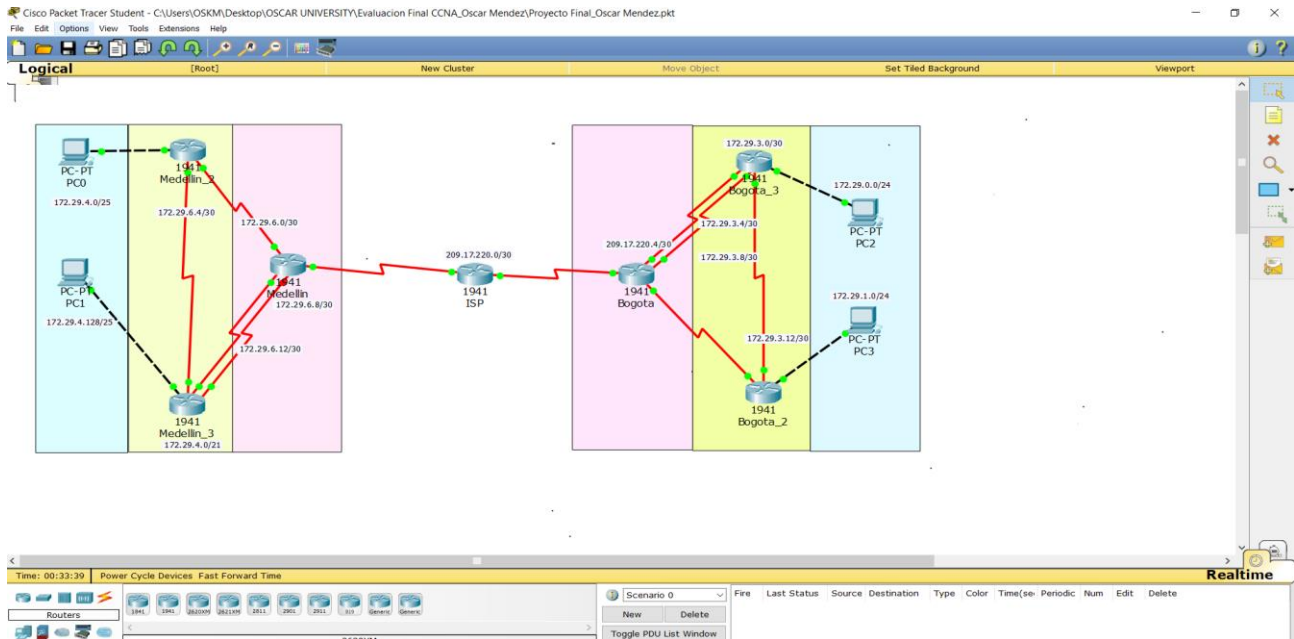 Cisco Packet Tracer Student - C:\Users\OSKM\Desktop\OSCAR UNIVERSITY\Evaluacion Final CCNA_Oscar Mendez\Proyecto Final_Oscar Mendez.pkt
File Edit Options View Tools Extensions Help
Logical [Root] New Cluster Move Object Set Tiled Background Viewport
PC-PT
PC0
172.29.4.0/25
1941
Medellin_2
172.29.6.4/30
172.29.6.0/30
PC-PT
PC1
172.29.4.128/25
1941
Medellin
172.29.6.8/30
172.29.6.12/30
1941
Medellin_3
172.29.4.0/21
209.17.220.0/30
1941
ISP
209.17.220.4/30
1941
Bogota
172.29.3.0/30
1941
Bogota_3
172.29.3.4/30
172.29.3.8/30
172.29.0.0/24
PC-PT
PC2
172.29.1.0/24
PC-PT
PC3
172.29.3.12/30
1941
Bogota_2
Time: 00:33:39 Power Cycle Devices Fast Forward Time
Realtime
Routers
1941 1941 2620XM 2621XM 2811 2901 2911 819 Generic Generic
Scenario 0
New Delete
Toggle PDU List Window
Fire Last Status Source Destination Type Color Time(sec Periodic Num Edit Delete